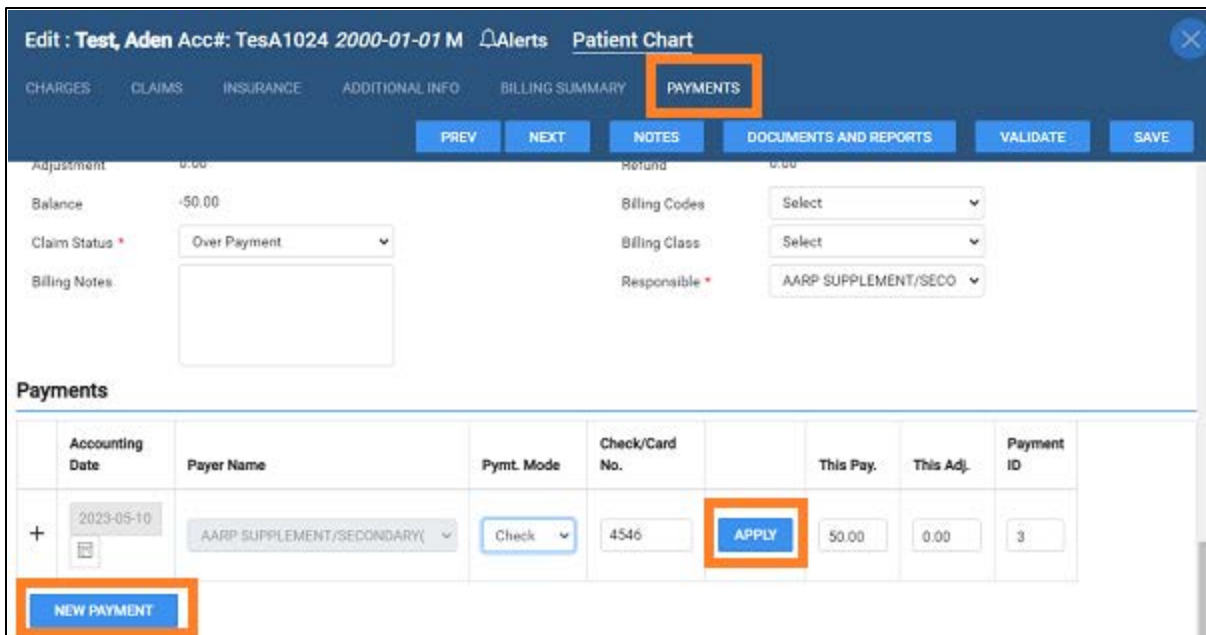 Edit : Test, Aden Acc#: TesA1024 2000-01-01 M Alerts Patient Chart
CHARGES CLAIMS INSURANCE ADDITIONAL INFO BILLING SUMMARY PAYMENTS
PREV NEXT NOTES DOCUMENTS AND REPORTS VALIDATE SAVE
Adjustment 0.00 Refund 0.00
Balance -50.00 Billing Codes Select
Claim Status * Over Payment Billing Class Select
Billing Notes Responsible * AARP SUPPLEMENT/SECO
Payments
Accounting Date Payer Name Pymt. Mode Check/Card No. This Pay. This Adj. Payment ID
+ 2023-05-10 AARP SUPPLEMENT/SECONDARY( Check 4546 APPLY 50.00 0.00 3
NEW PAYMENT